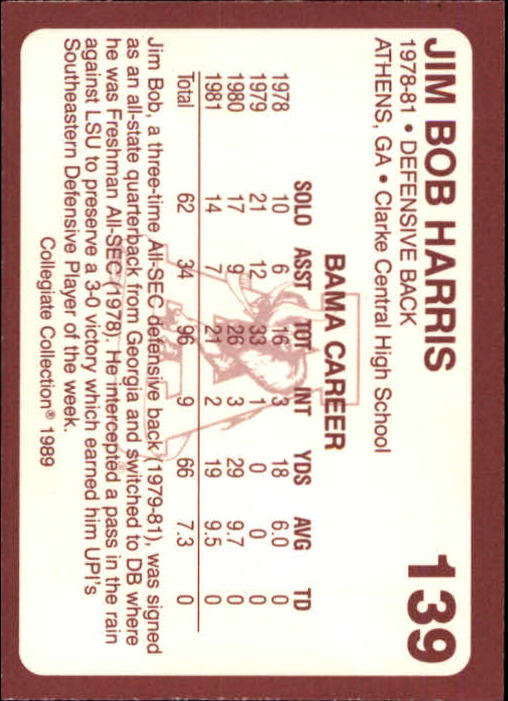 JIM BOB HARRIS 139
1978-81 • DEFENSIVE BACK
ATHENS, GA • Clarke Central High School
BAMA CAREER
SOLO ASST TOT INT YDS AVG TD
1978 10 6 16 3 18 6.0 0
1979 21 12 33 1 0 0 0
1980 17 9 26 3 29 9.7 0
1981 14 7 21 2 19 9.5 0
Total 62 34 96 9 66 7.3 0
Jim Bob, a three-time All-SEC defensive back (1979-81), was signed
as an all-state quarterback from Georgia and switched to DB where
he was Freshman All-SEC (1978). He intercepted a pass in the rain
against LSU to preserve a 3-0 victory which earned him UPI's
Southeastern Defensive Player of the week.
Collegiate Collection® 1989